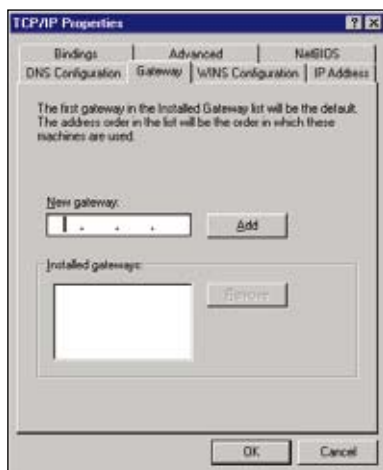 TCP/IP Properties
Bindings Advanced NetBIOS
DNS Configuration Gateway WINS Configuration IP Address
The first gateway in the Installed Gateway list will be the default.
The address order in the list will be the order in which these
machines are used.
New gateway:
. . .
Add
Installed gateways:
Remove
OK Cancel